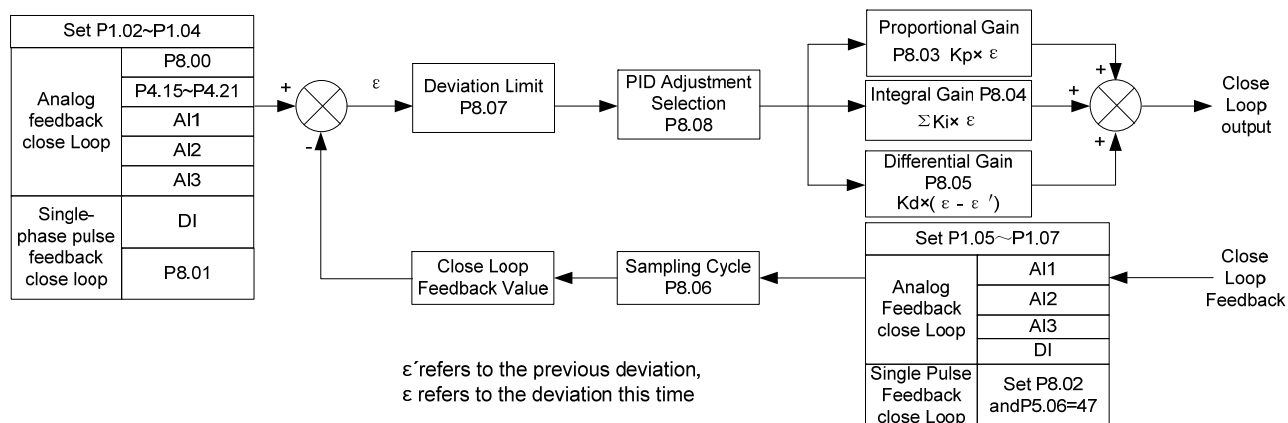 Set P1.02~P1.04
Analog
feedback
close Loop
P8.00
P4.15~P4.21
AI1
AI2
AI3
Single-
phase pulse
feedback
close loop
DI
P8.01
+
-
ε
Deviation Limit
P8.07
PID Adjustment
Selection
P8.08
Proportional Gain
P8.03 Kp× ε
Integral Gain P8.04
ΣKi× ε
Differential Gain
P8.05
Kd×( ε - ε ′)
+
+
+
Close
Loop
output
Set P1.05～P1.07
Analog
Feedback
close Loop
AI1
AI2
AI3
DI
Single Pulse
Feedback
close Loop
Set P8.02
andP5.06=47
Close
Loop
Feedback
Sampling Cycle
P8.06
Close Loop
Feedback Value
ε´refers to the previous deviation,
ε refers to the deviation this time